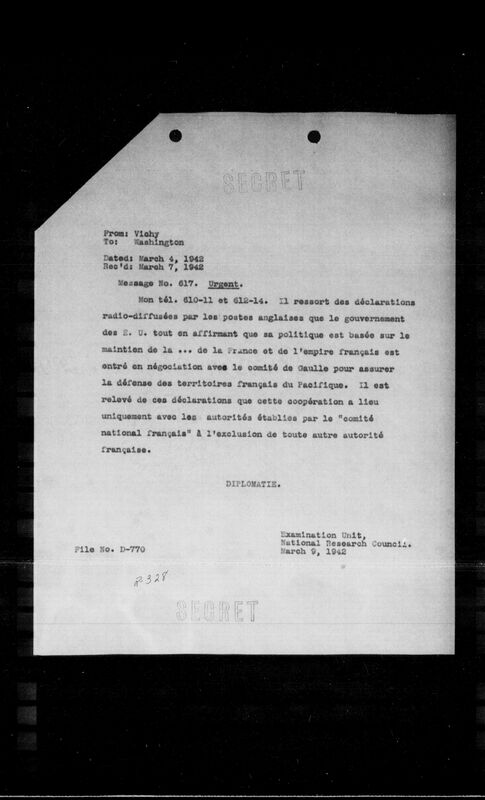 SECRET
From: Vichy
To: Washington
Dated: March 4, 1942
Rec'd: March 7, 1942
Message No. 617. Urgent.
Mon tél. 610-11 et 612-14. Il ressort des déclarations
radio-diffusées par les postes anglaises que le gouvernement
des E. U. tout en affirmant que sa politique est basée sur le
maintien de la ... de la France et de l'empire français est
entré en négociation avec le comité de Gaulle pour assurer
la défense des territoires français du Pacifique. Il est
relevé de ces déclarations que cette coopération a lieu
uniquement avec les autorités établies par le "comité
national français" à l'exclusion de toute autre autorité
française.
DIPLOMATIE.
Examination Unit,
National Research Council.
March 9, 1942
File No. D-770
R-328
SECRET